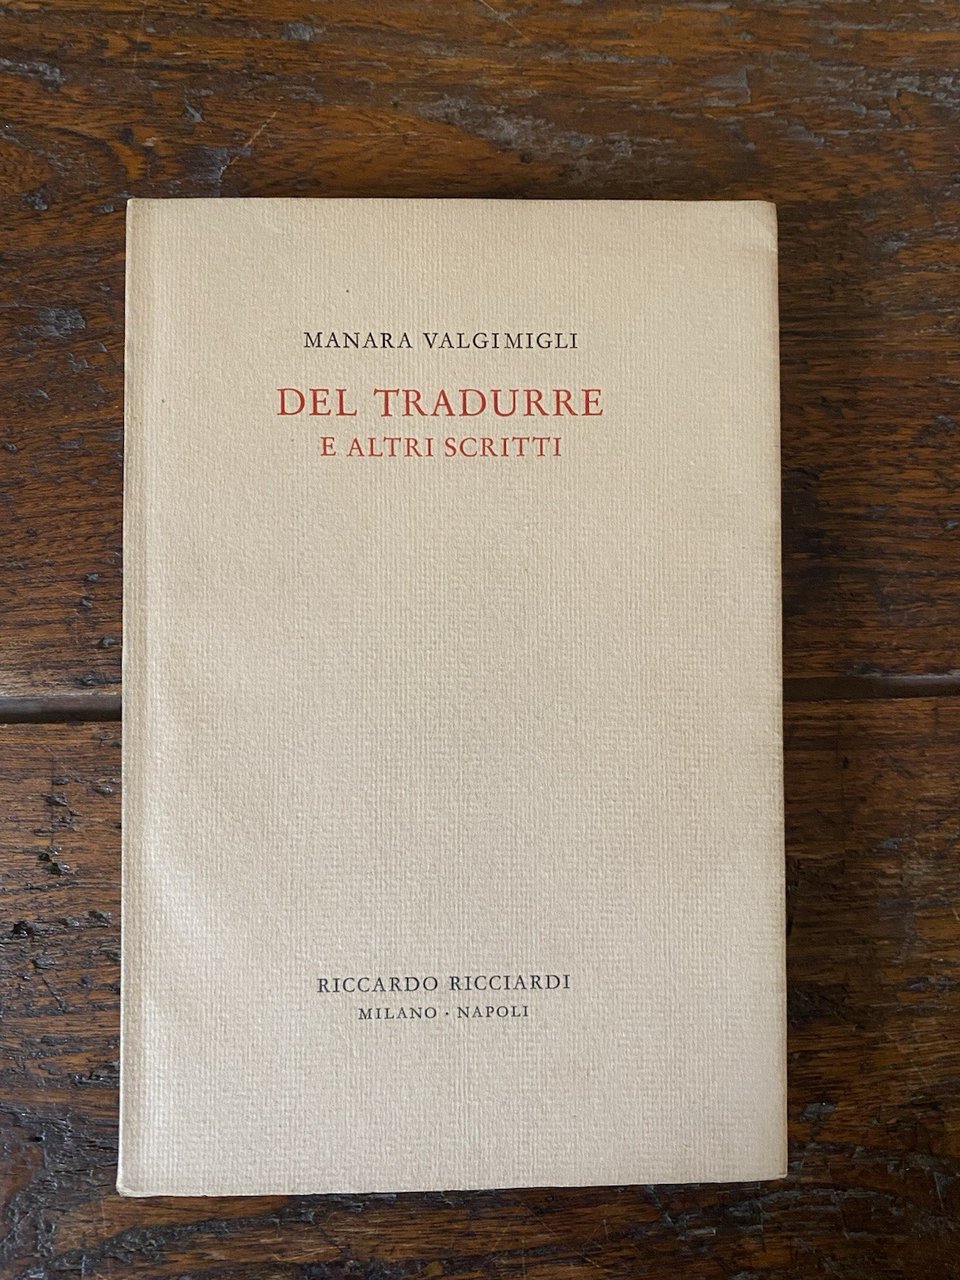 MANARA VALGIMIGLI
DEL TRADURRE
E ALTRI SCRITTI
RICCARDO RICCIARDI
MILANO · NAPOLI